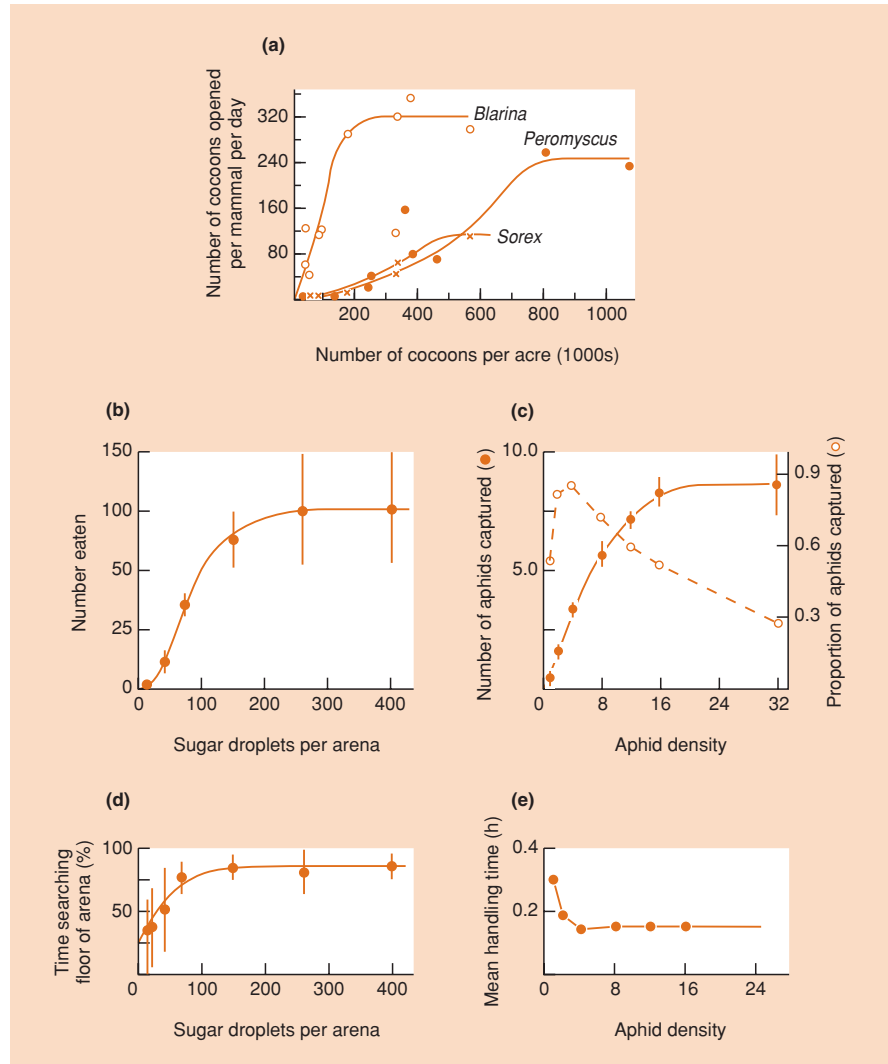 (a)
Number of cocoons opened
per mammal per day
320
240
160
80
Blarina
Peromyscus
Sorex
200
400
600
800
1000
Number of cocoons per acre (1000s)
(b)
Number eaten
150
100
50
25
0
0
100
200
300
400
Sugar droplets per arena
(c)
Number of aphids captured ( )
10.0
5.0
Proportion of aphids captured ( )
0.9
0.6
0.3
0
8
16
24
32
Aphid density
(d)
Time searching
floor of arena (%)
100
50
0
100
200
300
400
Sugar droplets per arena
(e)
Mean handling time (h)
0.4
0.2
0
4
8
16
24
Aphid density